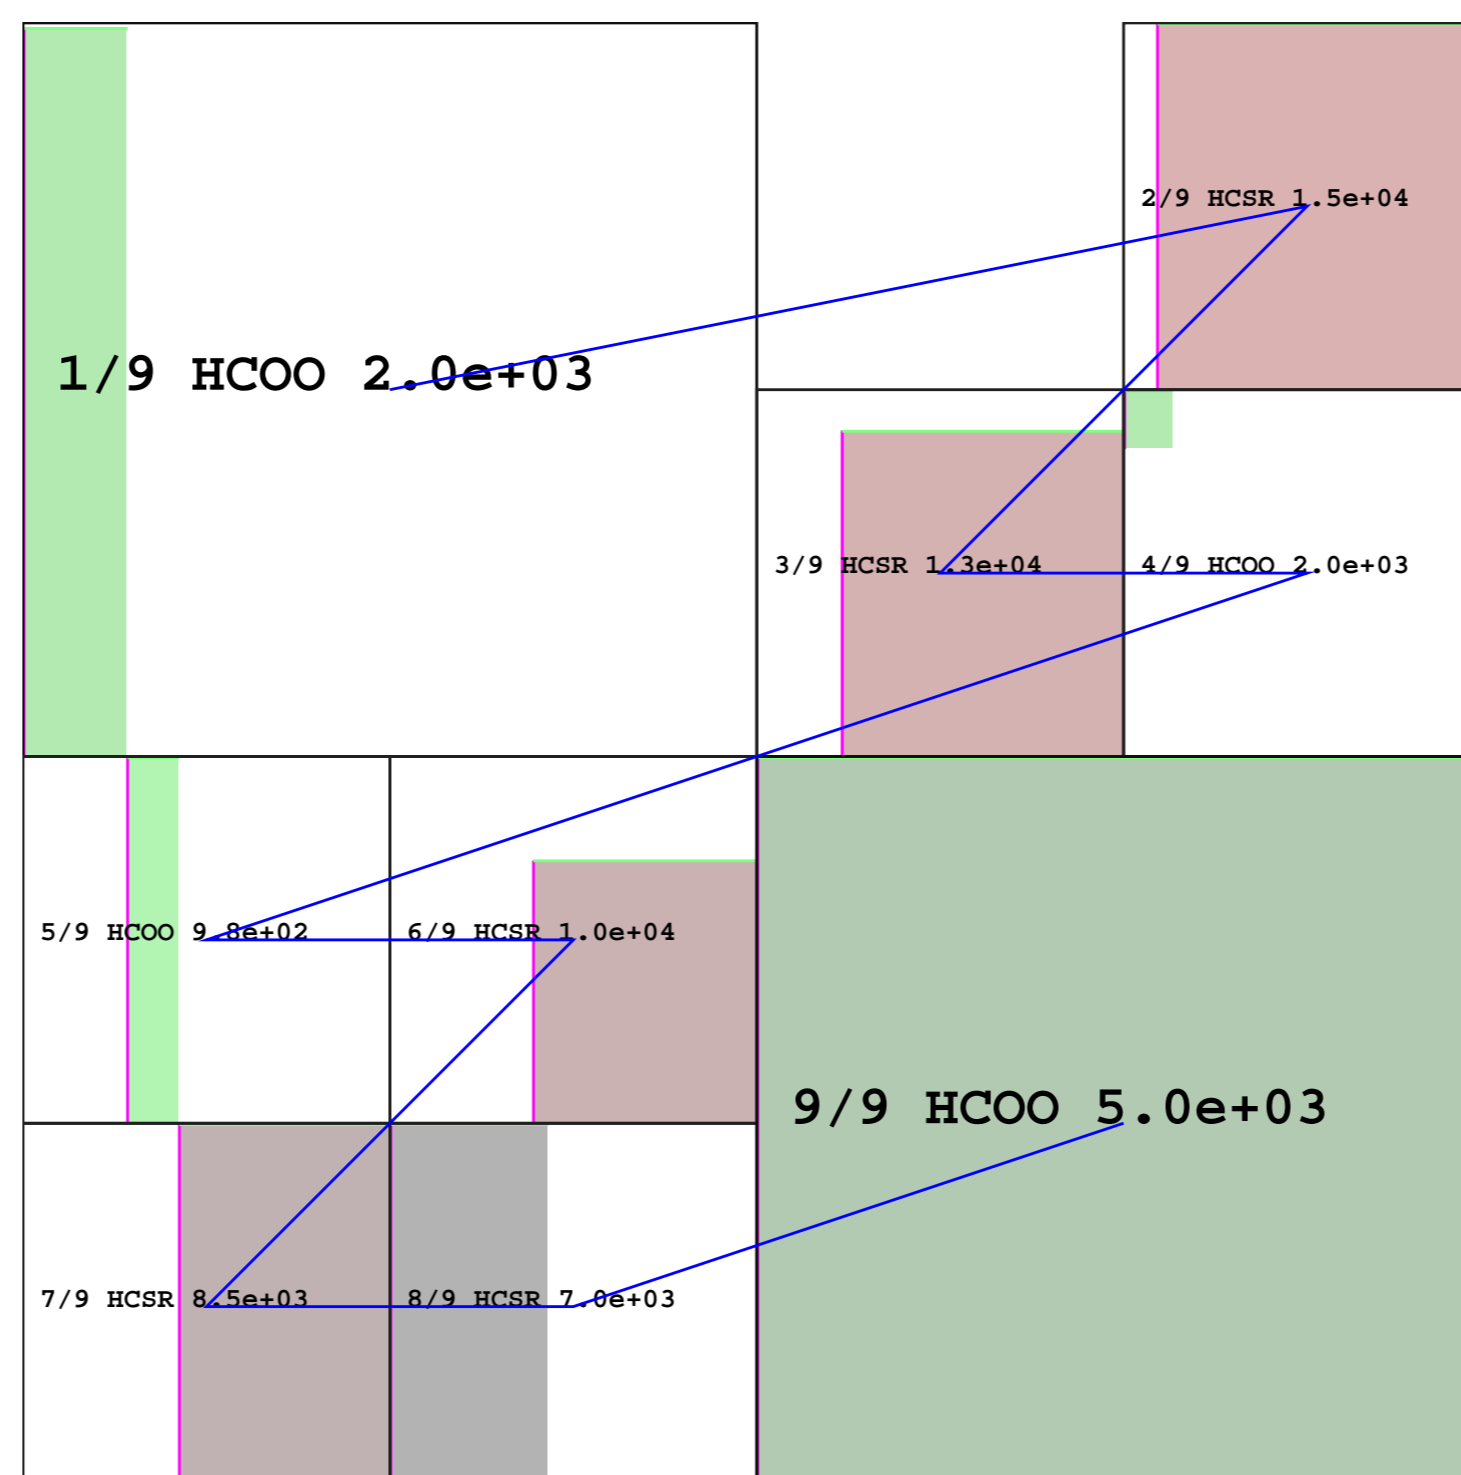 1/9 HCOO 2.0e+03
2/9 HCSR 1.5e+04
3/9 HCSR 1.3e+04
4/9 HCOO 2.0e+03
5/9 HCOO 9.8e+02
6/9 HCSR 1.0e+04
7/9 HCSR 8.5e+03
8/9 HCSR 7.0e+03
9/9 HCOO 5.0e+03